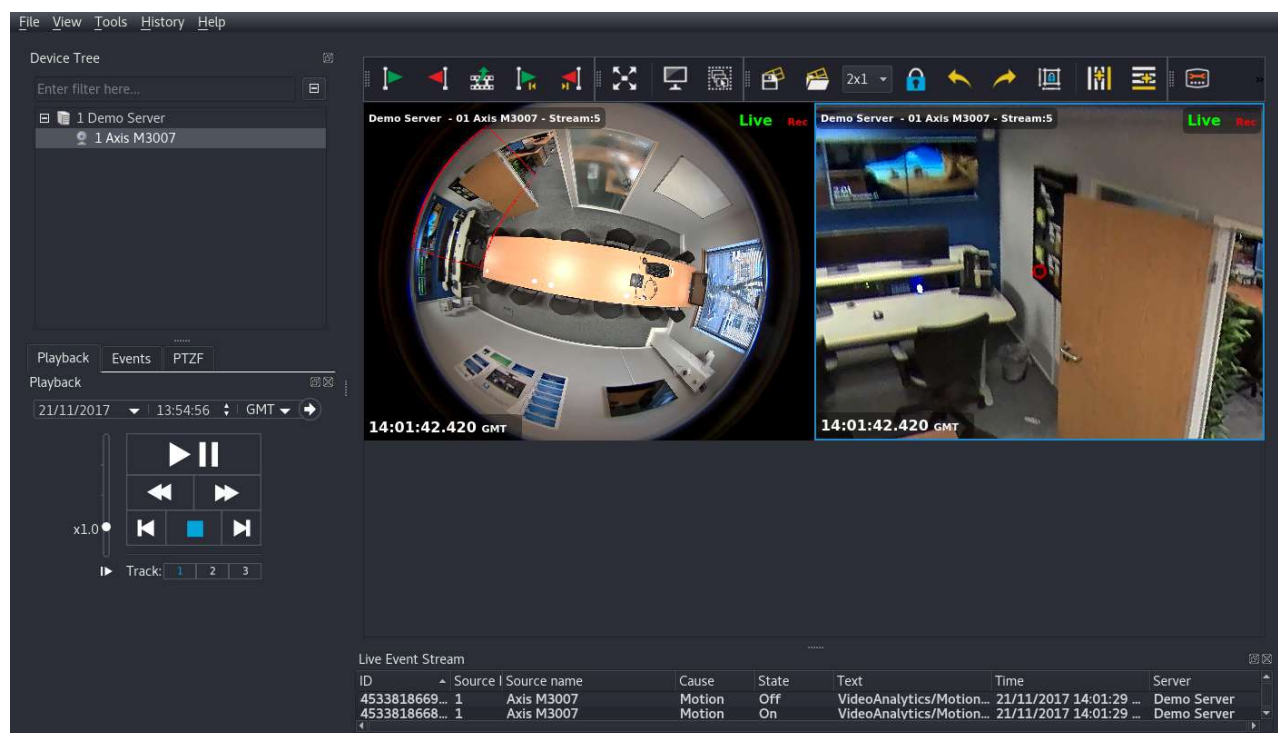 File View Tools History Help
Device Tree
Enter filter here...
1 Demo Server
1 Axis M3007
Playback Events PTZF
Playback
21/11/2017 13:54:56 GMT
x1.0
Track: 1 2 3
2x1
Demo Server - 01 Axis M3007 - Stream:5 Live Rec
14:01:42.420 GMT
Demo Server - 01 Axis M3007 - Stream:5 Live Rec
2:01
14:01:42.420 GMT
Live Event Stream
ID Source I Source name Cause State Text Time Server
4533818669... 1 Axis M3007 Motion Off VideoAnalytics/Motion... 21/11/2017 14:01:29 ... Demo Server
4533818668... 1 Axis M3007 Motion On VideoAnalytics/Motion... 21/11/2017 14:01:29 ... Demo Server